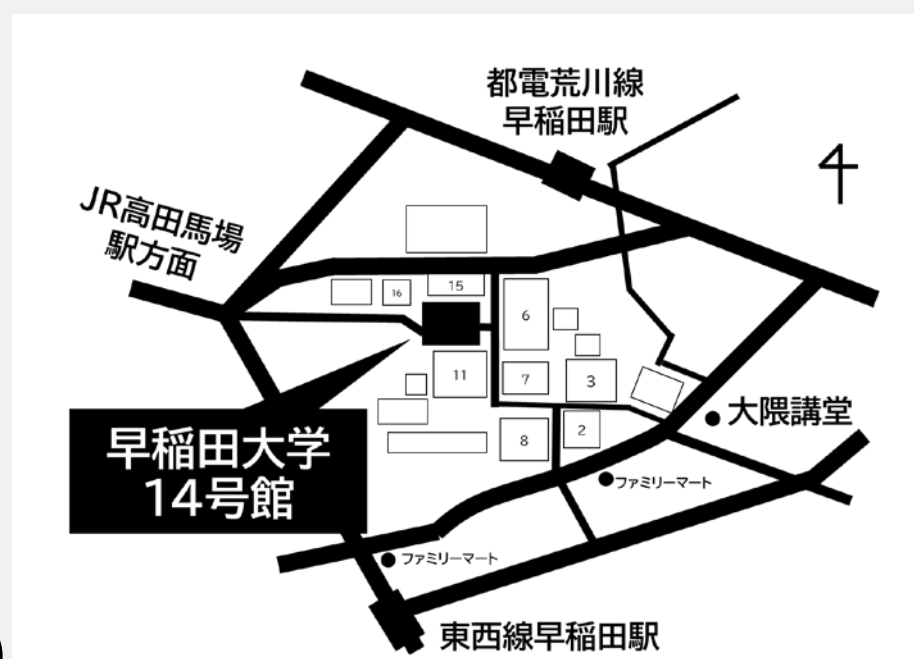 都電荒川線
早稲田駅
JR高田馬場
駅方面
15
16
6
11
7
3
大隈講堂
2
8
早稲田大学
14号館
ファミリーマート
ファミリーマート
東西線早稲田駅